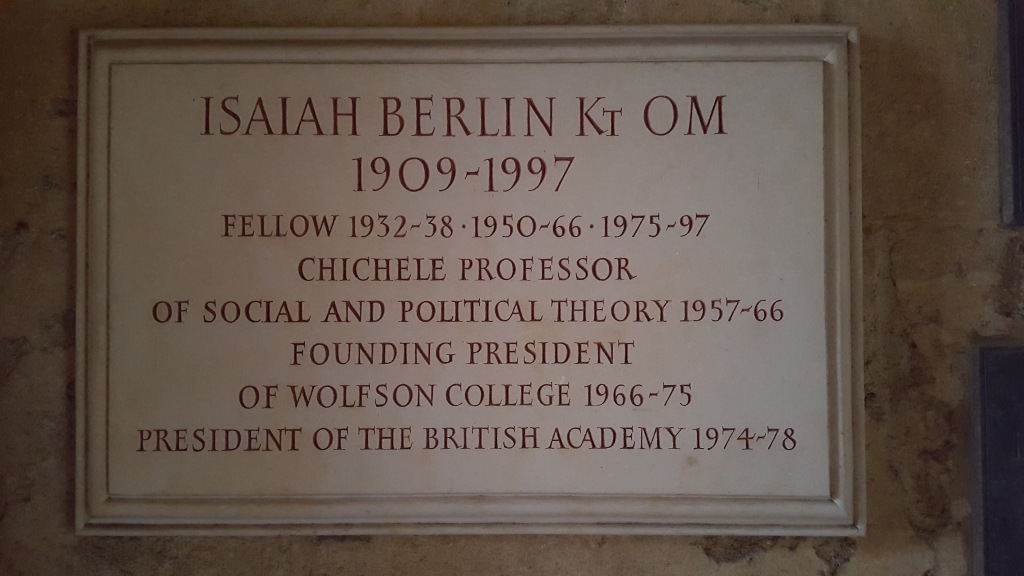 ISAIAH BERLIN KT OM
1909-1997
FELLOW 1932-38 · 1950-66 · 1975-97
CHICHELE PROFESSOR
OF SOCIAL AND POLITICAL THEORY 1957-66
FOUNDING PRESIDENT
OF WOLFSON COLLEGE 1966-75
PRESIDENT OF THE BRITISH ACADEMY 1974-78